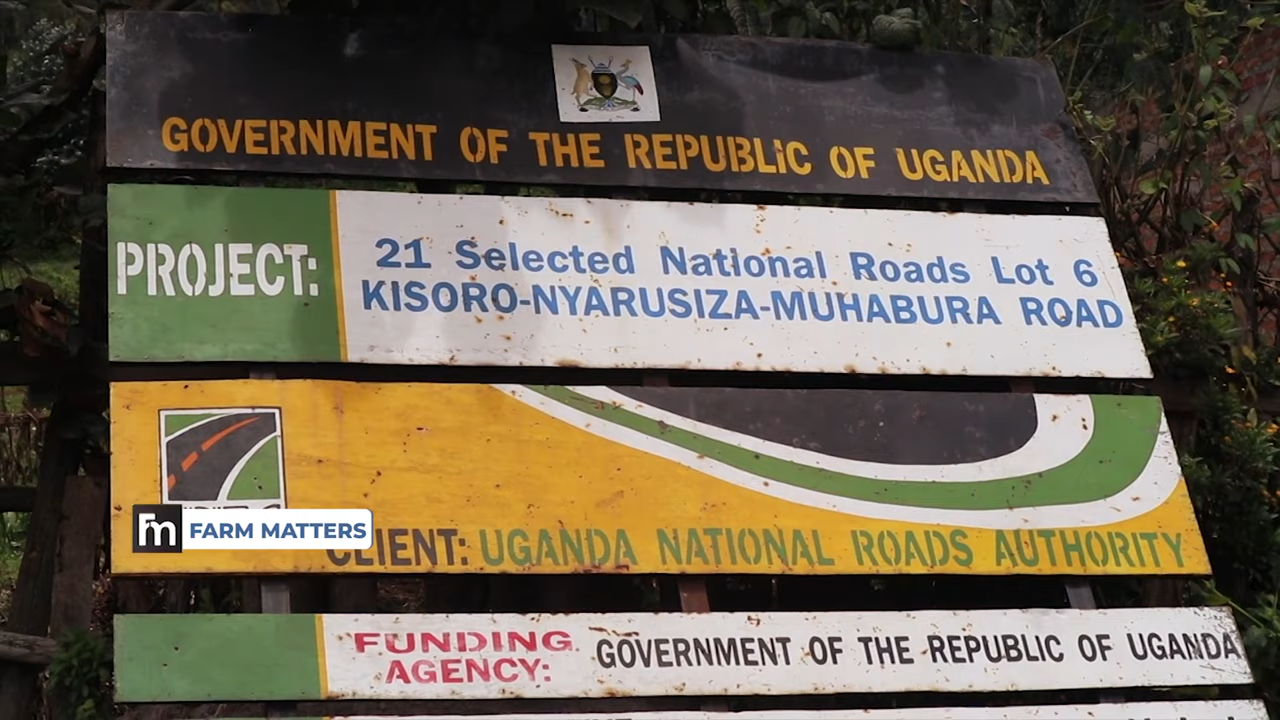 GOVERNMENT OF THE REPUBLIC OF UGANDA
PROJECT:
21 Selected National Roads Lot 6
KISORO-NYARUSIZA-MUHABURA ROAD
fm FARM MATTERS
CLIENT: UGANDA NATIONAL ROADS AUTHORITY
FUNDING AGENCY:
GOVERNMENT OF THE REPUBLIC OF UGANDA